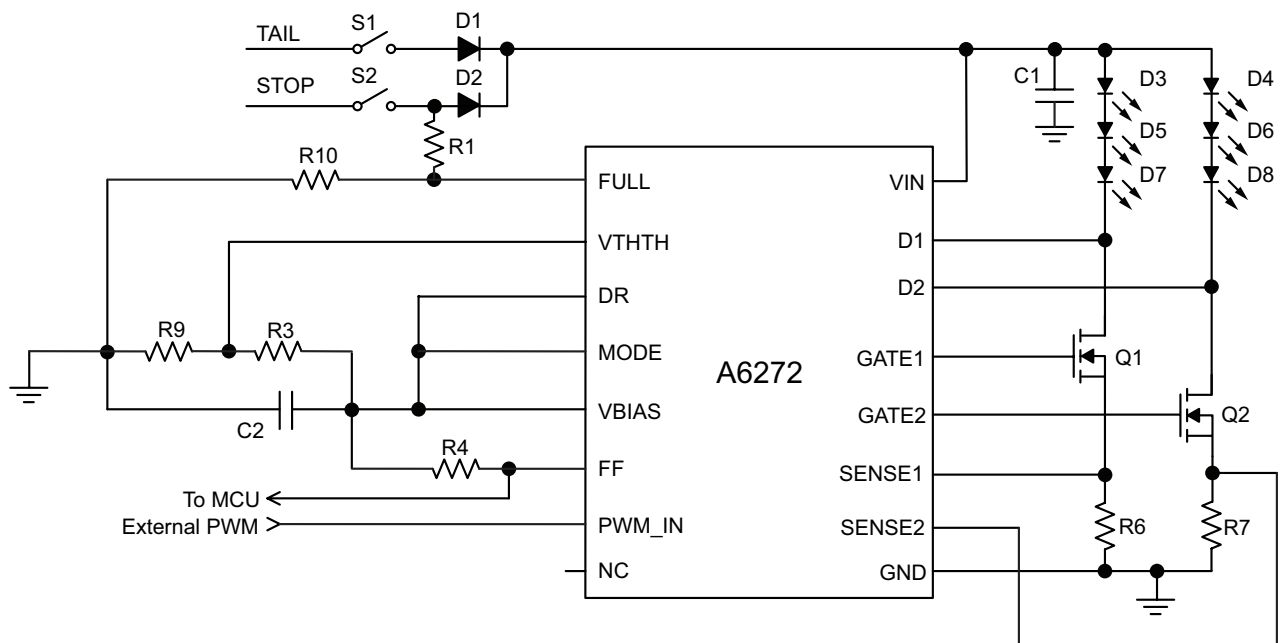 TAIL
S1
D1
STOP
S2
D2
R1
C1
D3
D4
D5
D6
D7
D8
R10
FULL
VIN
VTHTH
D1
DR
D2
R9
R3
MODE
A6272
GATE1
Q1
C2
VBIAS
GATE2
Q2
R4
FF
SENSE1
To MCU
External PWM
PWM_IN
SENSE2
R6
R7
NC
GND